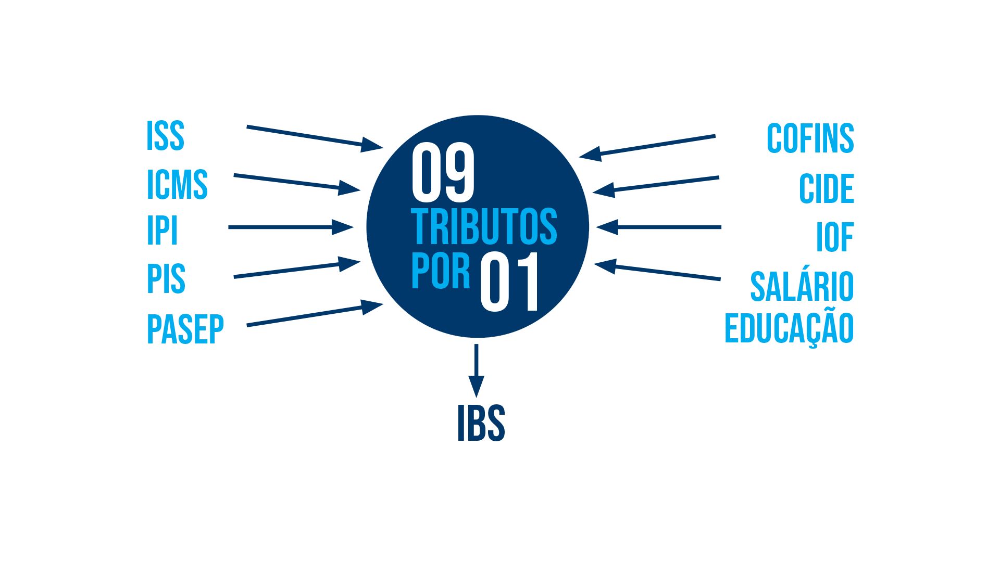 ISS
ICMS
IPI
PIS
PASEP
09
TRIBUTOS
POR 01
COFINS
CIDE
IOF
SALÁRIO
EDUCAÇÃO
IBS